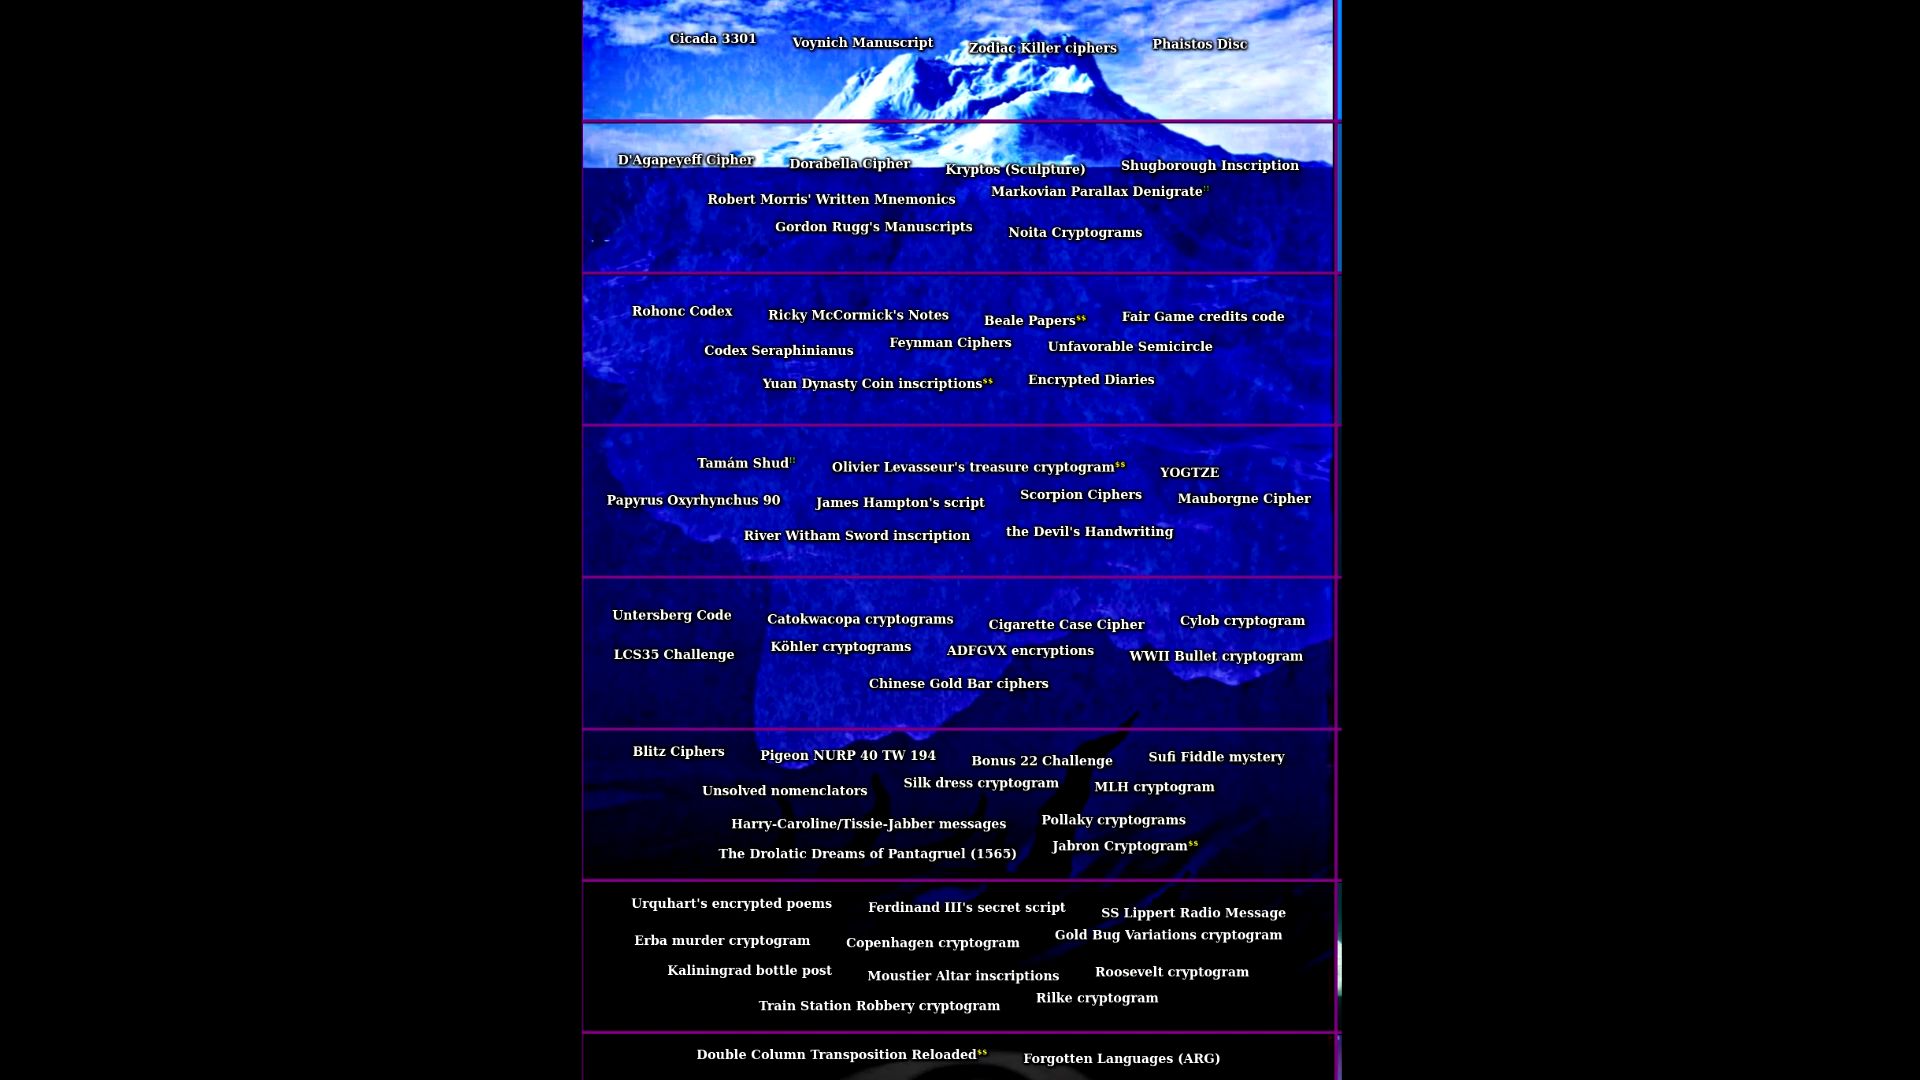 Cicada 3301 Voynich Manuscript Zodiac Killer ciphers Phaistos Disc
D'Agapeyeff Cipher Dorabella Cipher Kryptos (Sculpture) Shugborough Inscription
Robert Morris' Written Mnemonics Markovian Parallax Denigrate!!
Gordon Rugg's Manuscripts Noita Cryptograms
Rohonc Codex Ricky McCormick's Notes Beale Papers$$ Fair Game credits code
Codex Seraphinianus Feynman Ciphers Unfavorable Semicircle
Yuan Dynasty Coin inscriptions$$ Encrypted Diaries
Tamám Shud!! Olivier Levasseur's treasure cryptogram$$ YOGTZE
Papyrus Oxyrhynchus 90 James Hampton's script Scorpion Ciphers Mauborgne Cipher
River Witham Sword inscription the Devil's Handwriting
Untersberg Code Catokwacopa cryptograms Cigarette Case Cipher Cylob cryptogram
LCS35 Challenge Köhler cryptograms ADFGVX encryptions WWII Bullet cryptogram
Chinese Gold Bar ciphers
Blitz Ciphers Pigeon NURP 40 TW 194 Bonus 22 Challenge Sufi Fiddle mystery
Unsolved nomenclators Silk dress cryptogram MLH cryptogram
Harry-Caroline/Tissie-Jabber messages Pollaky cryptograms
The Drolatic Dreams of Pantagruel (1565) Jabron Cryptogram$$
Urquhart's encrypted poems Ferdinand III's secret script SS Lippert Radio Message
Erba murder cryptogram Copenhagen cryptogram Gold Bug Variations cryptogram
Kaliningrad bottle post Moustier Altar inscriptions Roosevelt cryptogram
Train Station Robbery cryptogram Rilke cryptogram
Double Column Transposition Reloaded$$ Forgotten Languages (ARG)